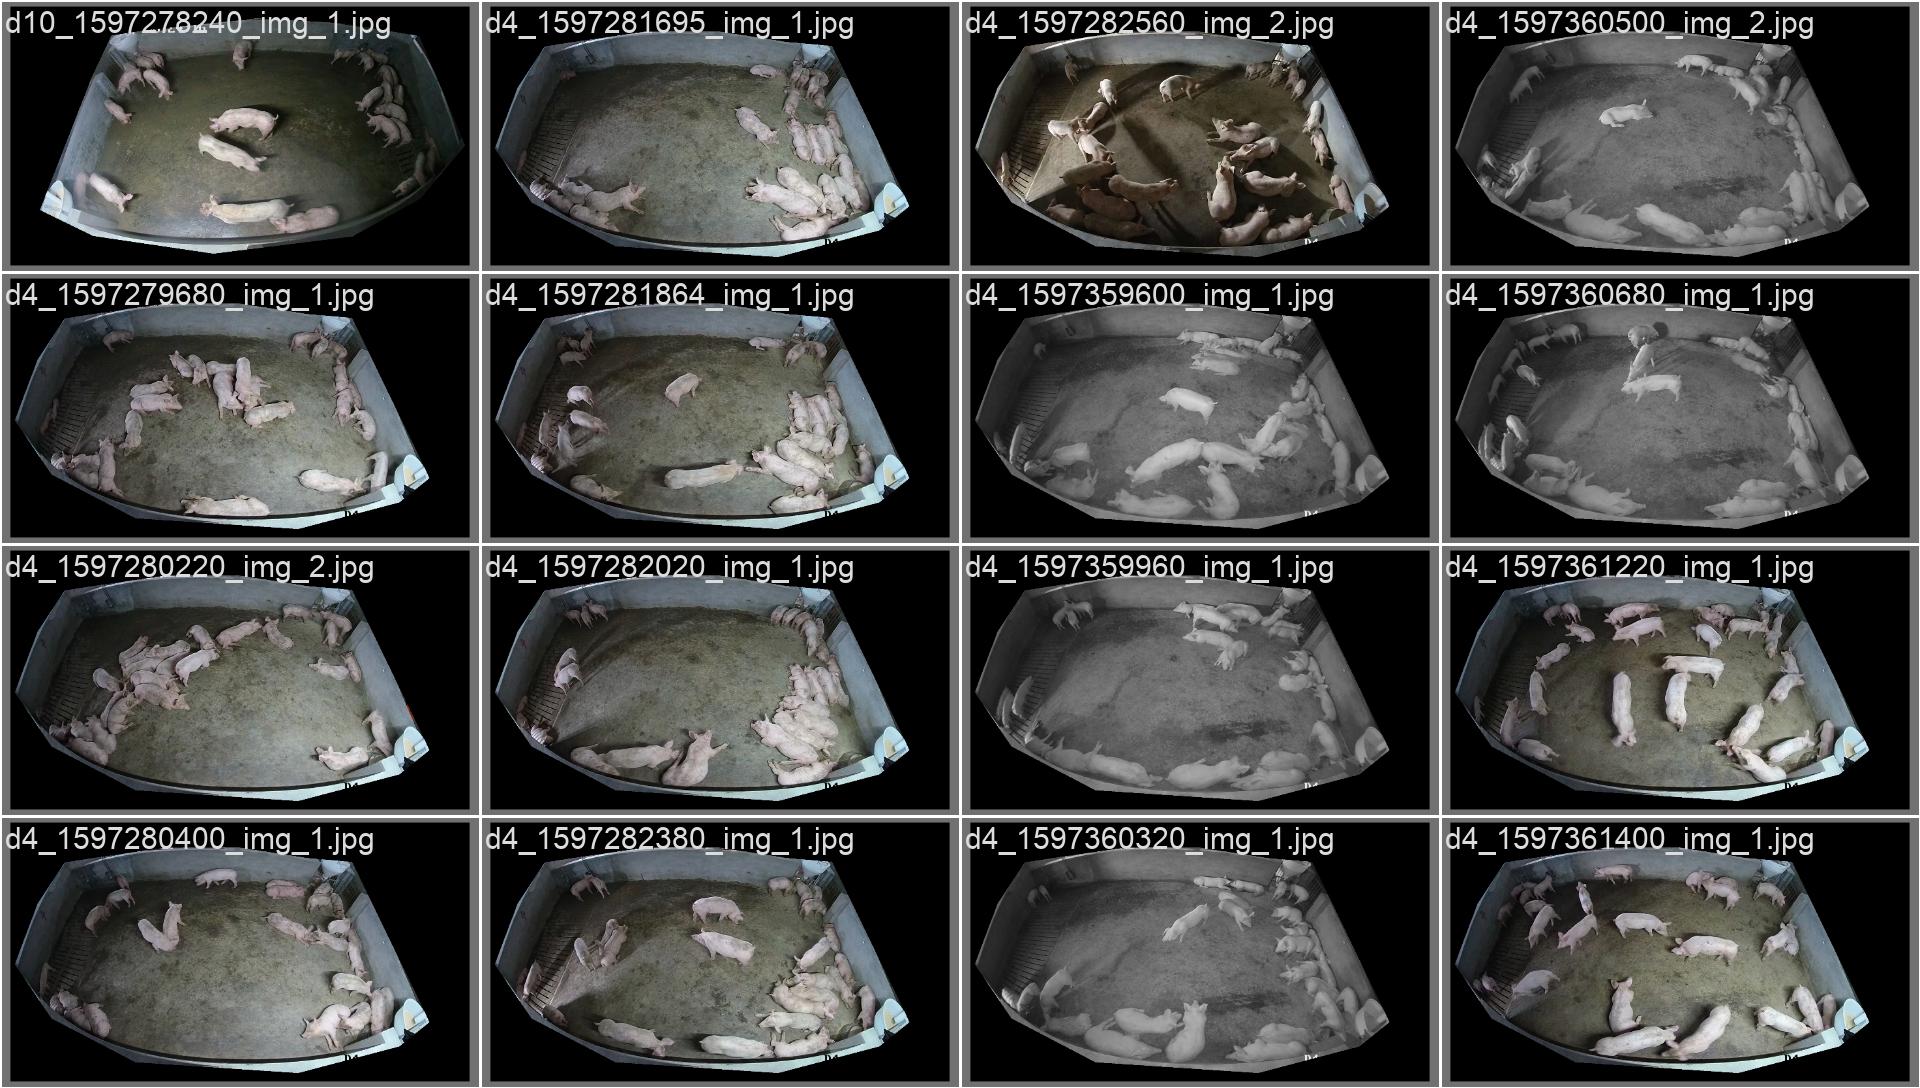 d10_1597278240_img_1.jpg
d4_1597281695_img_1.jpg
d4_1597282560_img_2.jpg
d4_1597360500_img_2.jpg
d4_1597279680_img_1.jpg
d4_1597281864_img_1.jpg
d4_1597359600_img_1.jpg
d4_1597360680_img_1.jpg
d4_1597280220_img_2.jpg
d4_1597282020_img_1.jpg
d4_1597359960_img_1.jpg
d4_1597361220_img_1.jpg
d4_1597280400_img_1.jpg
d4_1597282380_img_1.jpg
d4_1597360320_img_1.jpg
d4_1597361400_img_1.jpg